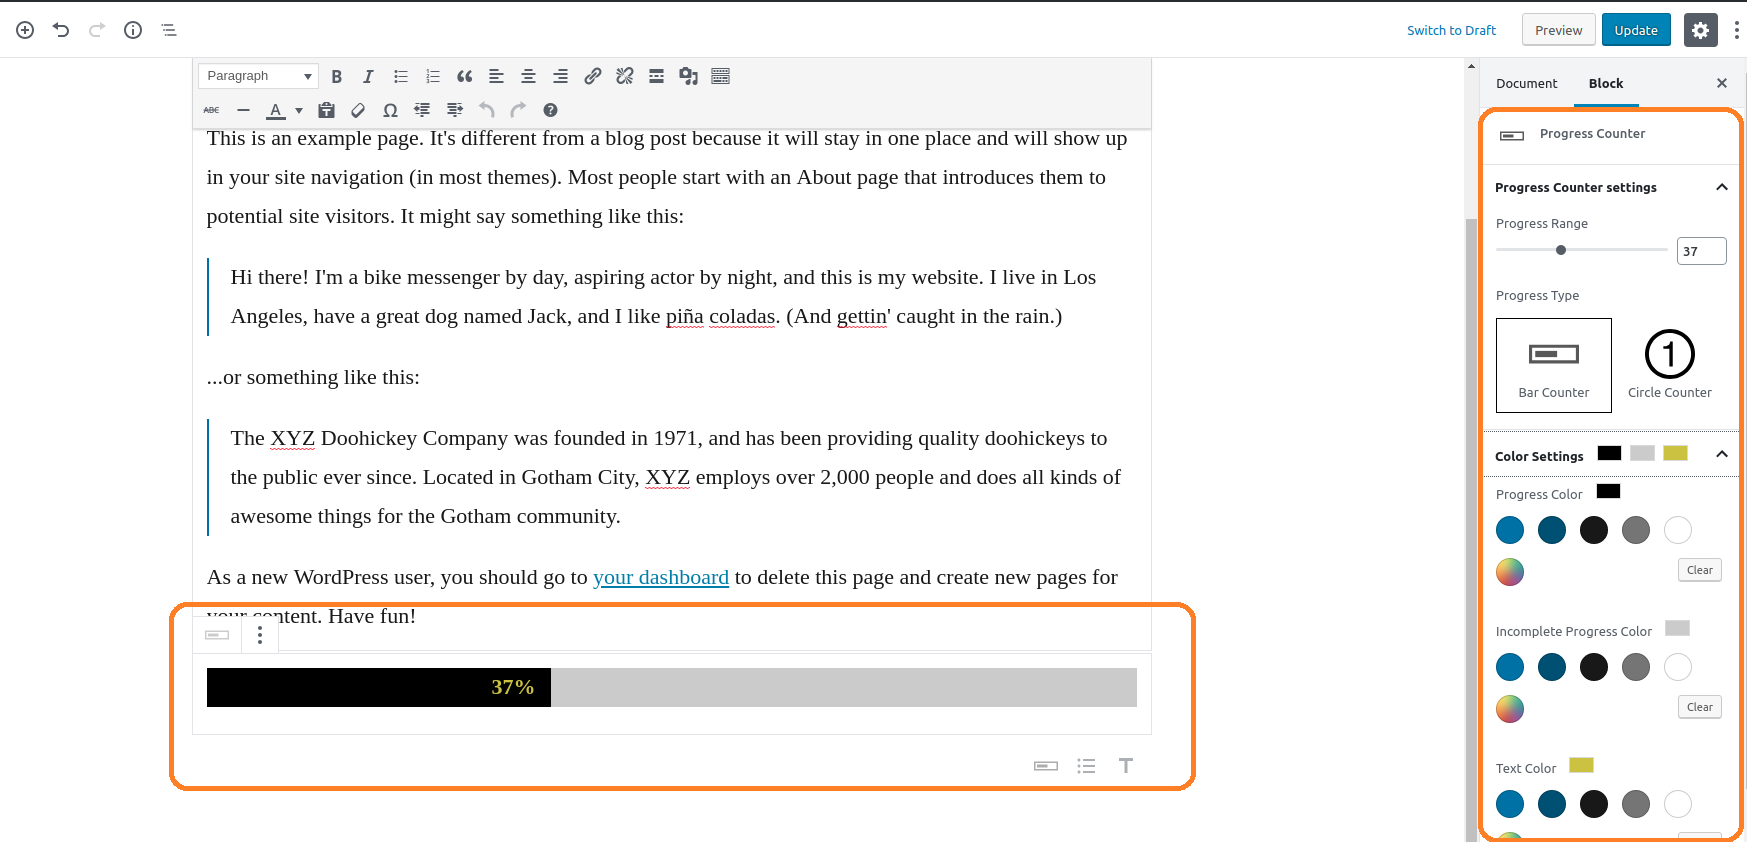 Switch to Draft
Preview
Update
Paragraph
B
I
ABC
A
Ω
This is an example page. It's different from a blog post because it will stay in one place and will show up
in your site navigation (in most themes). Most people start with an About page that introduces them to
potential site visitors. It might say something like this:
Hi there! I'm a bike messenger by day, aspiring actor by night, and this is my website. I live in Los
Angeles, have a great dog named Jack, and I like piña coladas. (And gettin' caught in the rain.)
...or something like this:
The XYZ Doohickey Company was founded in 1971, and has been providing quality doohickeys to
the public ever since. Located in Gotham City, XYZ employs over 2,000 people and does all kinds of
awesome things for the Gotham community.
As a new WordPress user, you should go to your dashboard to delete this page and create new pages for
your content. Have fun!
37%
T
Document
Block
Progress Counter
Progress Counter settings
Progress Range
37
Progress Type
1
Bar Counter
Circle Counter
Color Settings
Progress Color
Clear
Incomplete Progress Color
Clear
Text Color